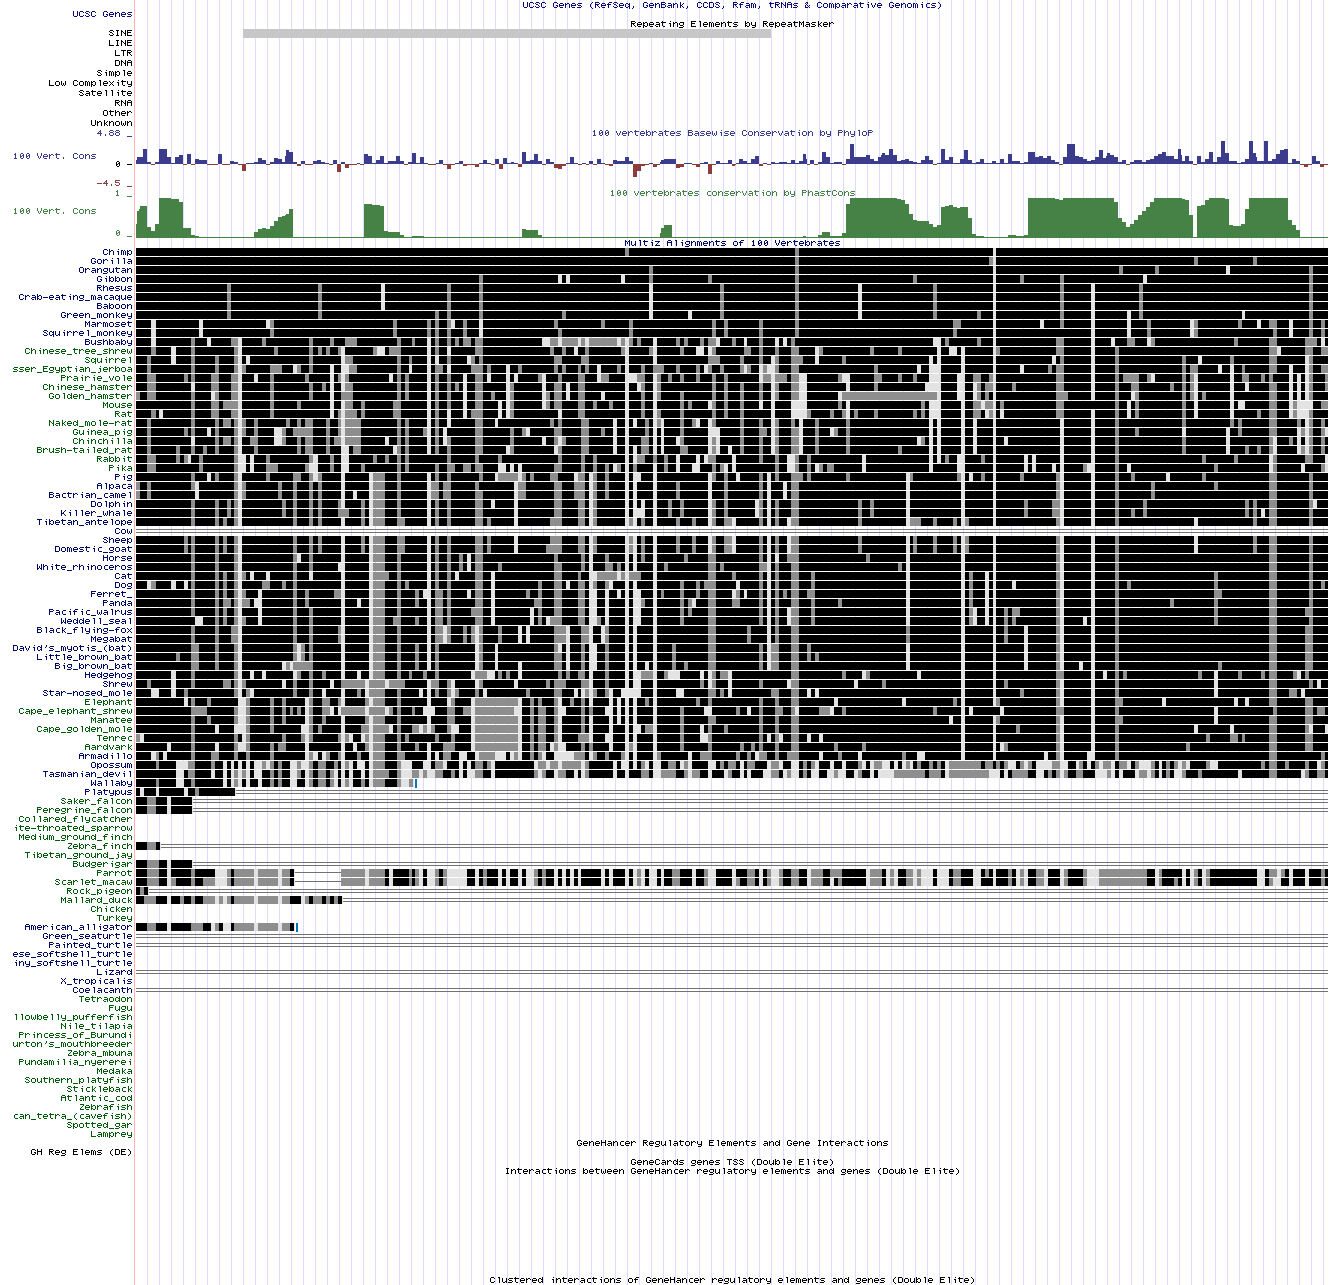 UCSC Genes (RefSeq, GenBank, CCDS, Rfam, tRNAs & Comparative Genomics)
UCSC Genes
Repeating Elements by RepeatMasker
SINE
LINE
LTR
DNA
Simple
Low Complexity
Satellite
RNA
Other
Unknown
100 vertebrates Basewise Conservation by PhyloP
4.88 _
100 Vert. Cons
0 _
-4.5 _
100 vertebrates conservation by PhastCons
1 _
100 Vert. Cons
0 _
Multiz Alignments of 100 Vertebrates
Chimp
Gorilla
Orangutan
Gibbon
Rhesus
Crab-eating_macaque
Baboon
Green_monkey
Marmoset
Squirrel_monkey
Bushbaby
Chinese_tree_shrew
Squirrel
sser_Egyptian_jerboa
Prairie_vole
Chinese_hamster
Golden_hamster
Mouse
Rat
Naked_mole-rat
Guinea_pig
Chinchilla
Brush-tailed_rat
Rabbit
Pika
Pig
Alpaca
Bactrian_camel
Dolphin
Killer_whale
Tibetan_antelope
Cow
Sheep
Domestic_goat
Horse
White_rhinoceros
Cat
Dog
Ferret_
Panda
Pacific_walrus
Weddell_seal
Black_flying-fox
Megabat
David's_myotis_(bat)
Little_brown_bat
Big_brown_bat
Hedgehog
Shrew
Star-nosed_mole
Elephant
Cape_elephant_shrew
Manatee
Cape_golden_mole
Tenrec
Aardvark
Armadillo
Opossum
Tasmanian_devil
Wallaby
Platypus
Saker_falcon
Peregrine_falcon
Collared_flycatcher
ite-throated_sparrow
Medium_ground_finch
Zebra_finch
Tibetan_ground_jay
Budgerigar
Parrot
Scarlet_macaw
Rock_pigeon
Mallard_duck
Chicken
Turkey
American_alligator
Green_seaturtle
Painted_turtle
ese_softshell_turtle
iny_softshell_turtle
Lizard
X_tropicalis
Coelacanth
Tetraodon
Fugu
llowbelly_pufferfish
Nile_tilapia
Princess_of_Burundi
urton's_mouthbreeder
Zebra_mbuna
Pundamilia_nyererei
Medaka
Southern_platyfish
Stickleback
Atlantic_cod
Zebrafish
can_tetra_(cavefish)
Spotted_gar
Lamprey
GeneHancer Regulatory Elements and Gene Interactions
GH Reg Elems (DE)
GeneCards genes TSS (Double Elite)
Interactions between GeneHancer regulatory elements and genes (Double Elite)
Clustered interactions of GeneHancer regulatory elements and genes (Double Elite)